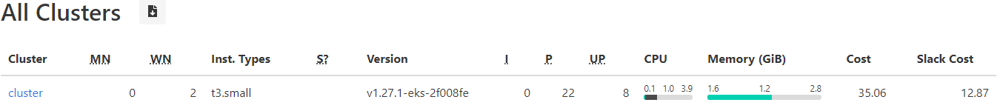 All Clusters
Cluster MN WN Inst. Types S? Version I P UP CPU Memory (GiB) Cost Slack Cost
cluster 0 2 t3.small v1.27.1-eks-2f008fe 0 22 8 0.1 1.0 3.9 1.6 1.2 2.8 35.06 12.87